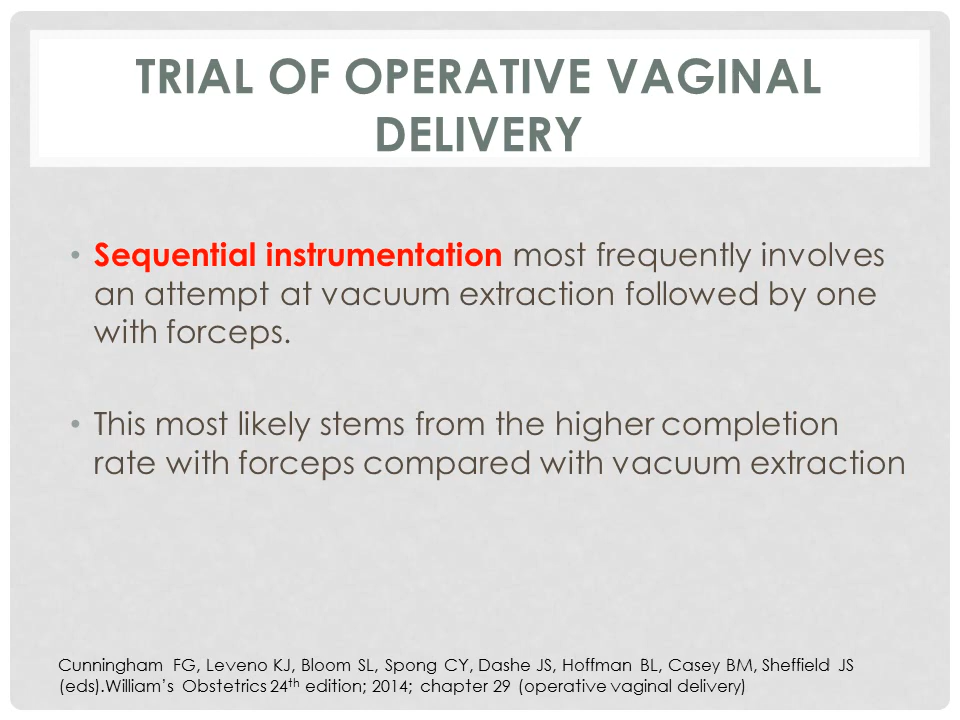 TRIAL OF OPERATIVE VAGINAL
DELIVERY
• Sequential instrumentation most frequently involves
an attempt at vacuum extraction followed by one
with forceps.
• This most likely stems from the higher completion
rate with forceps compared with vacuum extraction
Cunningham FG, Leveno KJ, Bloom SL, Spong CY, Dashe JS, Hoffman BL, Casey BM, Sheffield JS
(eds).William's Obstetrics 24th edition; 2014; chapter 29 (operative vaginal delivery)